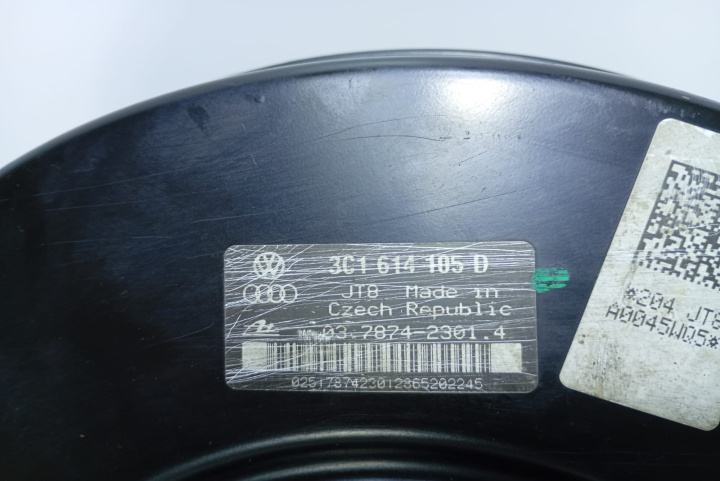 3C1 614 105 D
JT8 Made in
Czech Republic
03.7874-2301.4
0251787423012865202245
*204 JT8
A0045W05*